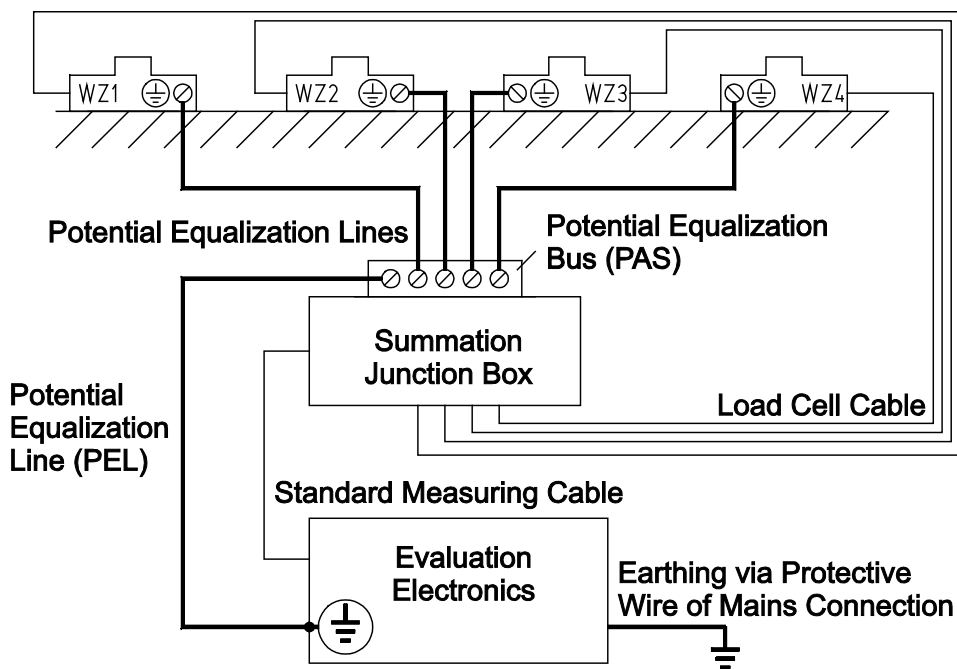 WZ1
WZ2
WZ3
WZ4
Potential Equalization Lines
Potential Equalization
Bus (PAS)
Summation
Junction Box
Potential
Equalization
Line (PEL)
Load Cell Cable
Standard Measuring Cable
Evaluation
Electronics
Earthing via Protective
Wire of Mains Connection